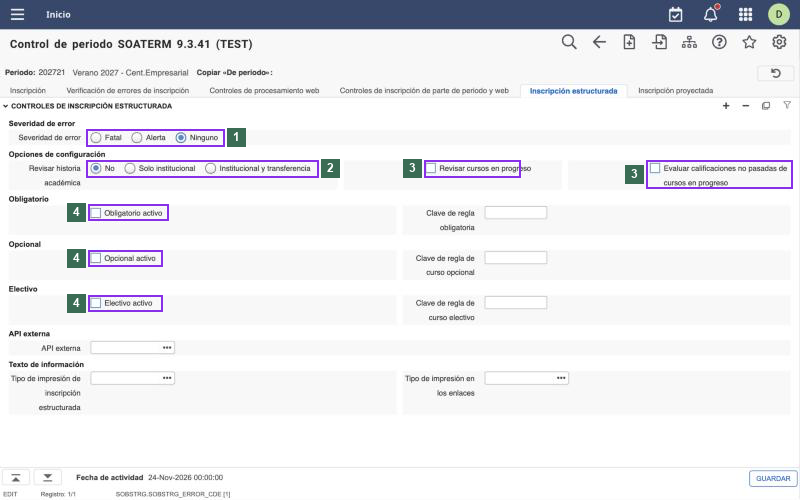 Inicio
D
Control de periodo SOATERM 9.3.41 (TEST)
Periodo: 202721 Verano 2027 - Cent.Empresarial Copiar «De periodo»:
Inscripción Verificación de errores de inscripción Controles de procesamiento web Controles de inscripción de parte de periodo y web Inscripción estructurada Inscripción proyectada
CONTROLES DE INSCRIPCIÓN ESTRUCTURADA
Severidad de error
Severidad de error Fatal Alerta Ninguno 1
Opciones de configuración
Revisar historia académica No Solo institucional Institucional y transferencia 2 3 Revisar cursos en progreso 3 Evaluar calificaciones no pasadas de cursos en progreso
Obligatorio
4 Obligatorio activo Clave de regla obligatoria
Opcional
4 Opcional activo Clave de regla de curso opcional
Electivo
4 Electivo activo Clave de regla de curso electivo
API externa
API externa
Texto de información
Tipo de impresión de inscripción estructurada Tipo de impresión en los enlaces
Fecha de actividad 24-Nov-2026 00:00:00 GUARDAR
EDIT Registro: 1/1 SOBSTRG.SOBSTRG_ERROR_CDE [1]